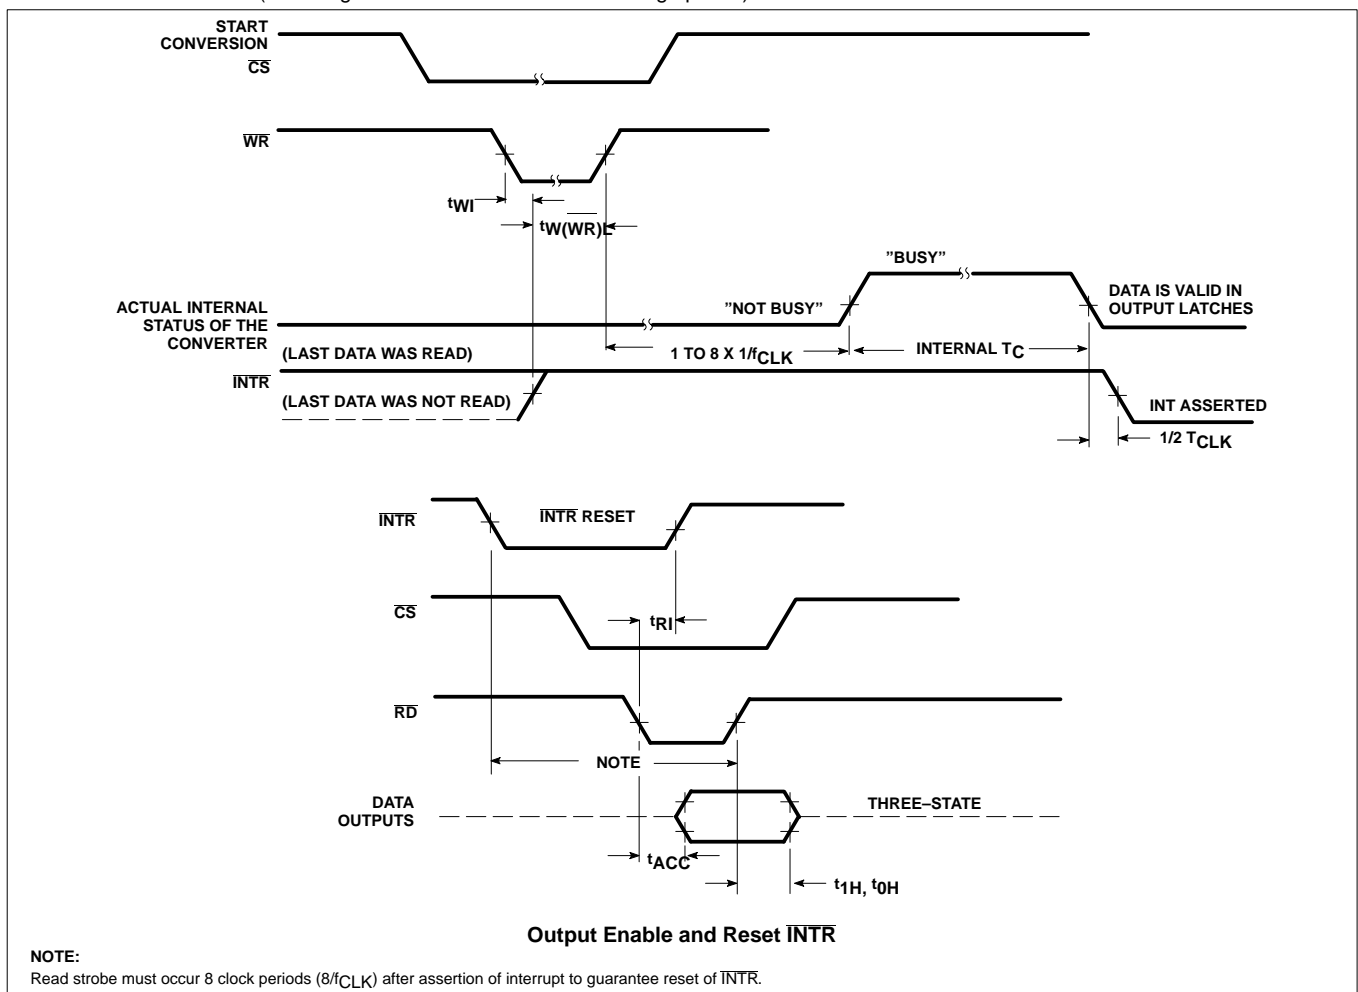 START
CONVERSION
CS
WR
tWI
tW(WR)L
"BUSY"
ACTUAL INTERNAL
STATUS OF THE
CONVERTER
"NOT BUSY"
DATA IS VALID IN
OUTPUT LATCHES
(LAST DATA WAS READ)
1 TO 8 X 1/fCLK
INTERNAL TC
INTR
(LAST DATA WAS NOT READ)
INT ASSERTED
1/2 TCLK
INTR
INTR RESET
CS
tRI
RD
NOTE
DATA
OUTPUTS
THREE–STATE
tACC
t1H, t0H
Output Enable and Reset INTR
NOTE:
Read strobe must occur 8 clock periods (8/fCLK) after assertion of interrupt to guarantee reset of INTR.